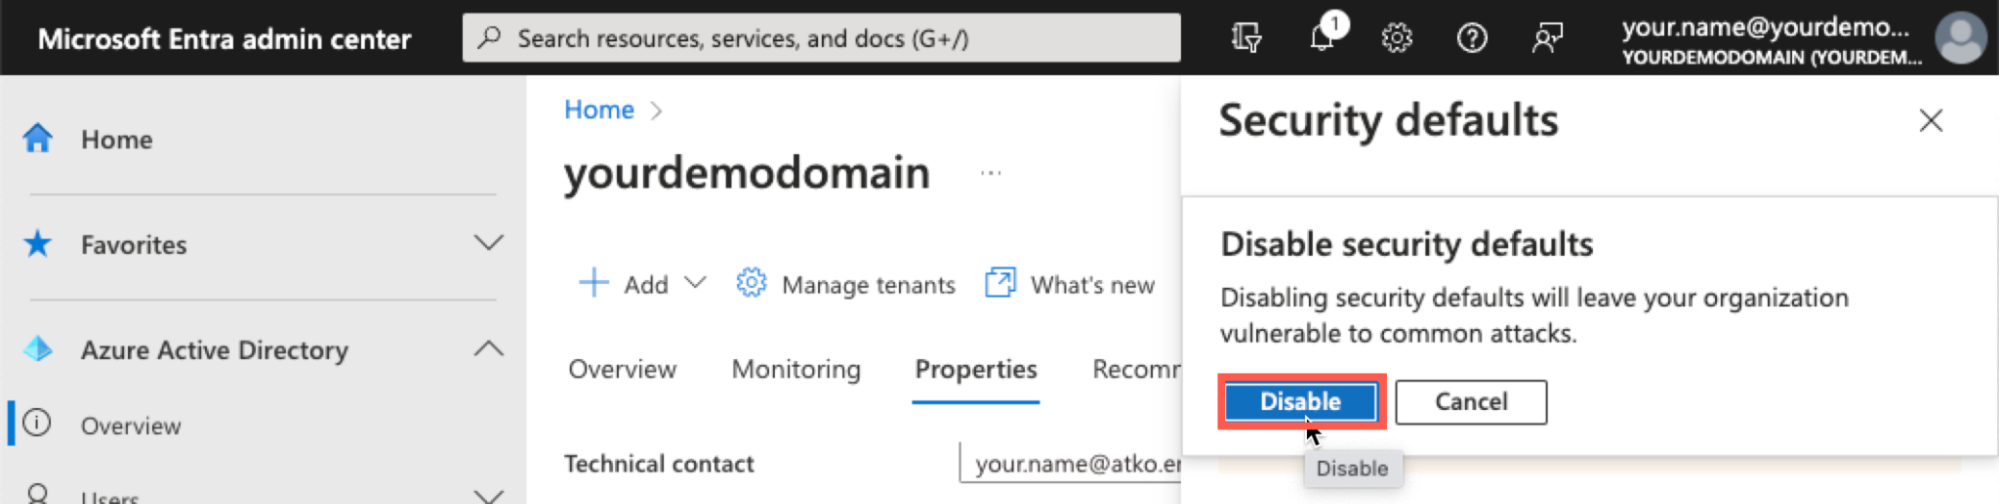 Microsoft Entra admin center
Search resources, services, and docs (G+/)
1
your.name@yourdemo...
YOURDEMODOMAIN (YOURDEM...
Home
Favorites
Azure Active Directory
Overview
Users
Home
yourdemodomain
...
Add
Manage tenants
What's new
Overview
Monitoring
Properties
Recomr
Technical contact
your.name@atko.er
Security defaults
Disable security defaults
Disabling security defaults will leave your organization
vulnerable to common attacks.
Disable
Cancel
Disable